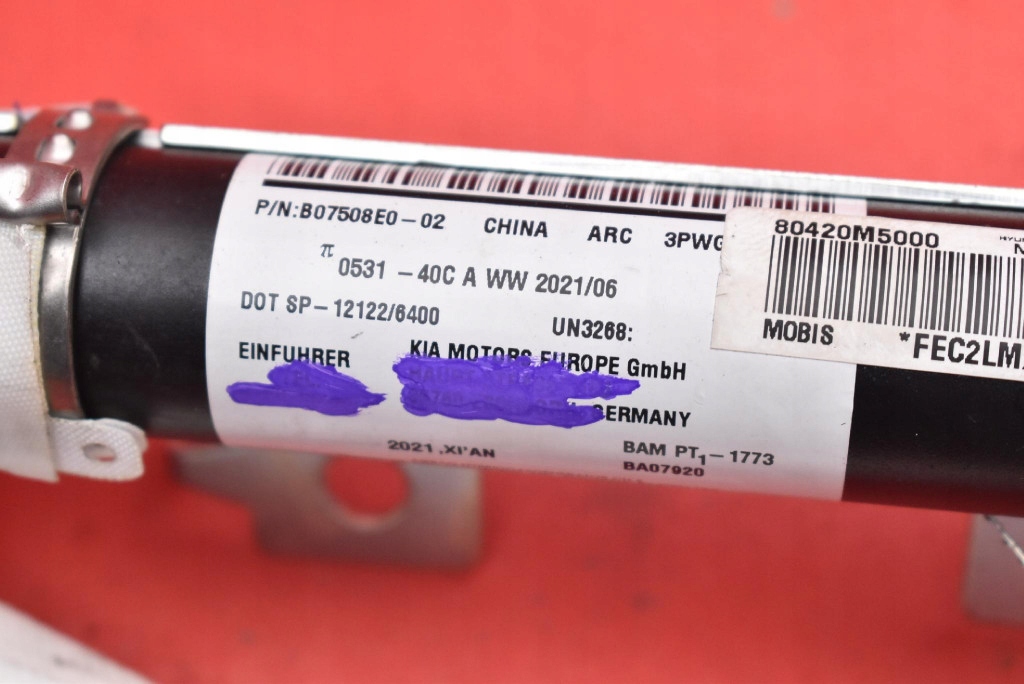 P/N:B07508E0-02 CHINA ARC 3PWG
π 0531 -40C A WW 2021/06
DOT SP-12122/6400
UN3268:
EINFUHRER KIA MOTORS EUROPE GmbH
GERMANY
2021 .XI'AN
BAM PT1-1773
BA07920
80420M5000
MOBIS *FEC2LM